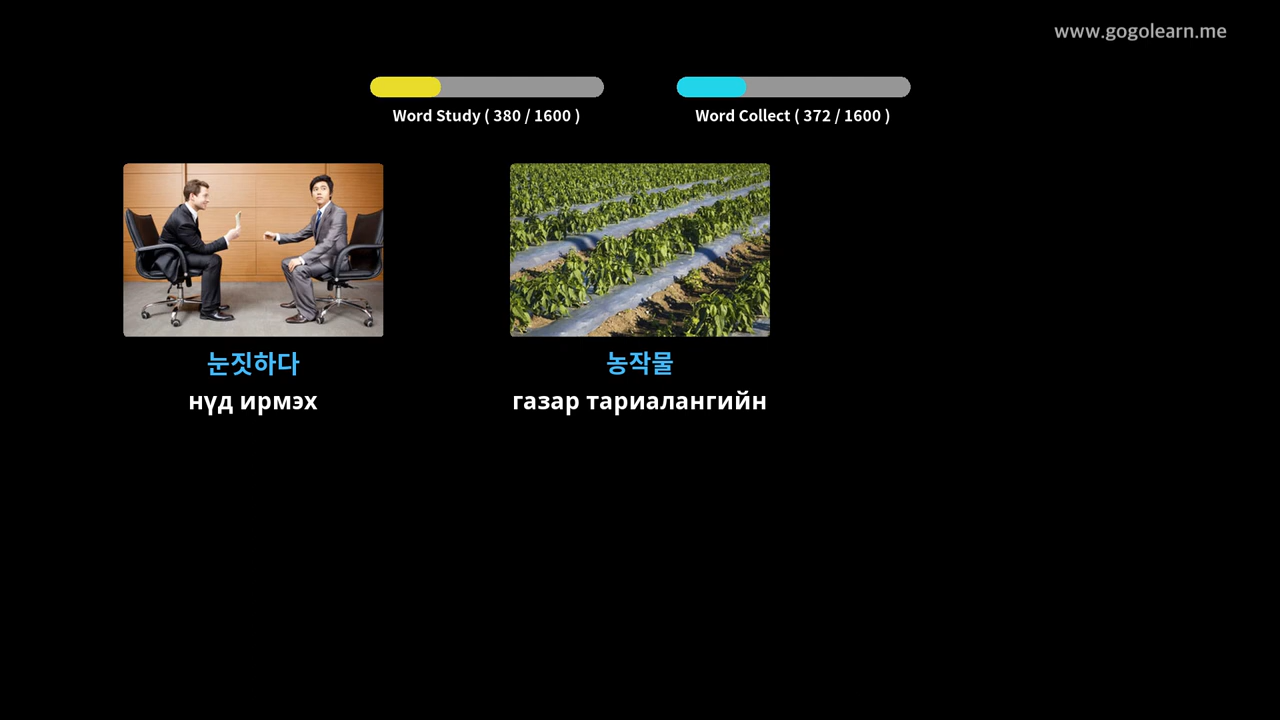 www.gogolearn.me
Word Study ( 380 / 1600 )
Word Collect ( 372 / 1600 )
눈짓하다
нүд ирмэх
농작물
газар тариалангийн